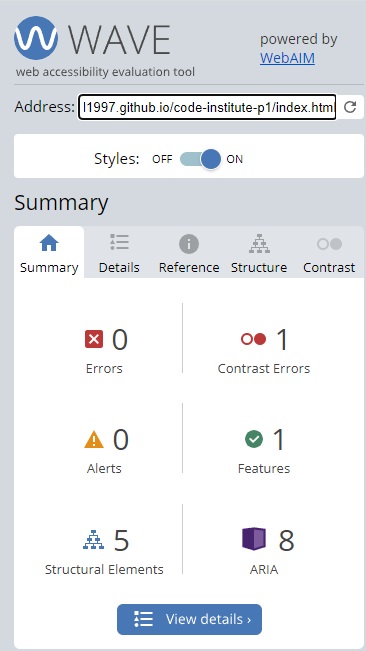 WAVE
web accessibility evaluation tool
powered by
WebAIM
Address: l1997.github.io/code-institute-p1/index.html
Styles: OFF ON
Summary
Summary Details Reference Structure Contrast
0 Errors
1 Contrast Errors
0 Alerts
1 Features
5 Structural Elements
8 ARIA
View details ›